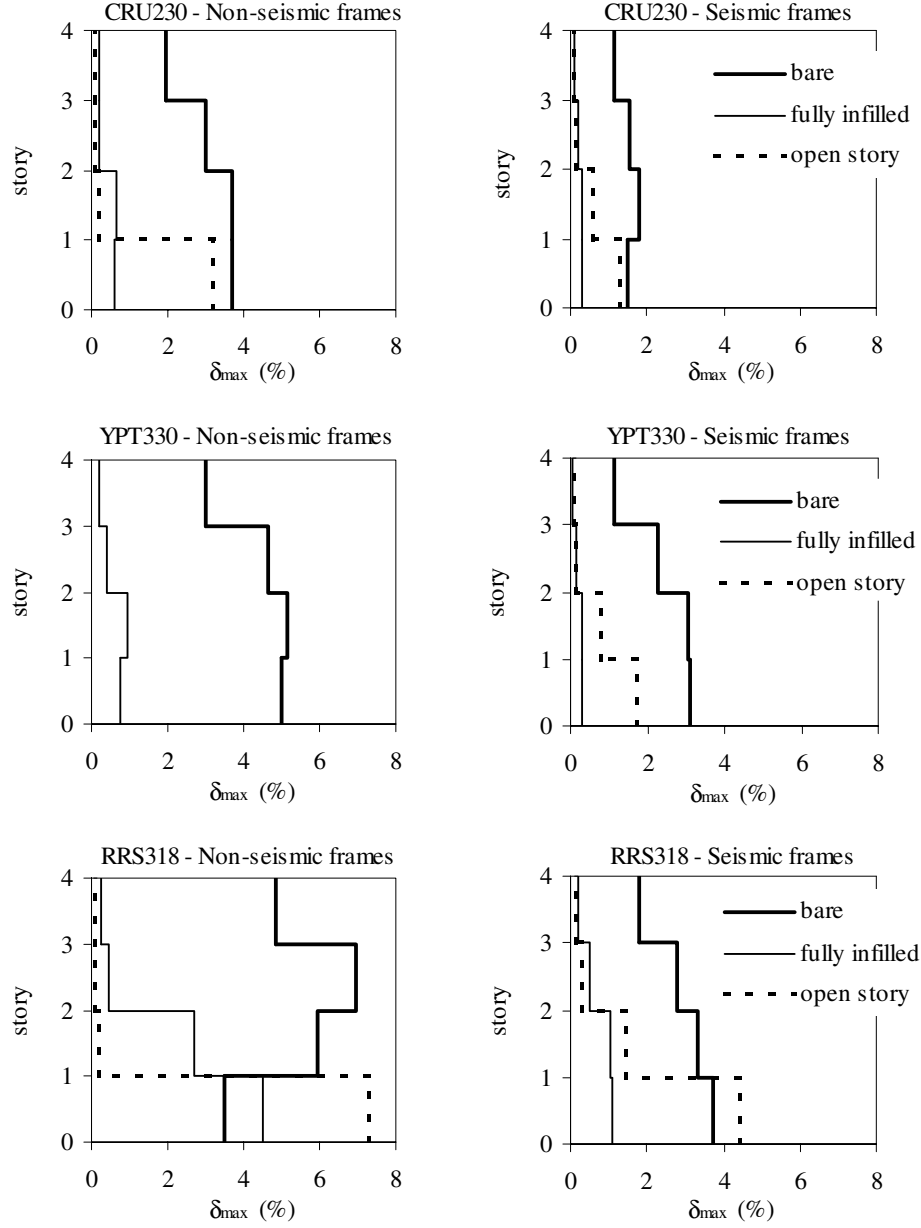 CRU230 - Non-seismic frames
4
3
2
1
0
story
0 2 4 6 8
δmax (%)
CRU230 - Seismic frames
4
3
2
1
0
story
bare
fully infilled
open story
0 2 4 6 8
δmax (%)
YPT330 - Non-seismic frames
4
3
2
1
0
story
0 2 4 6 8
δmax (%)
YPT330 - Seismic frames
4
3
2
1
0
story
bare
fully infilled
open story
0 2 4 6 8
δmax (%)
RRS318 - Non-seismic frames
4
3
2
1
0
story
0 2 4 6 8
δmax (%)
RRS318 - Seismic frames
4
3
2
1
0
story
bare
fully infilled
open story
0 2 4 6 8
δmax (%)